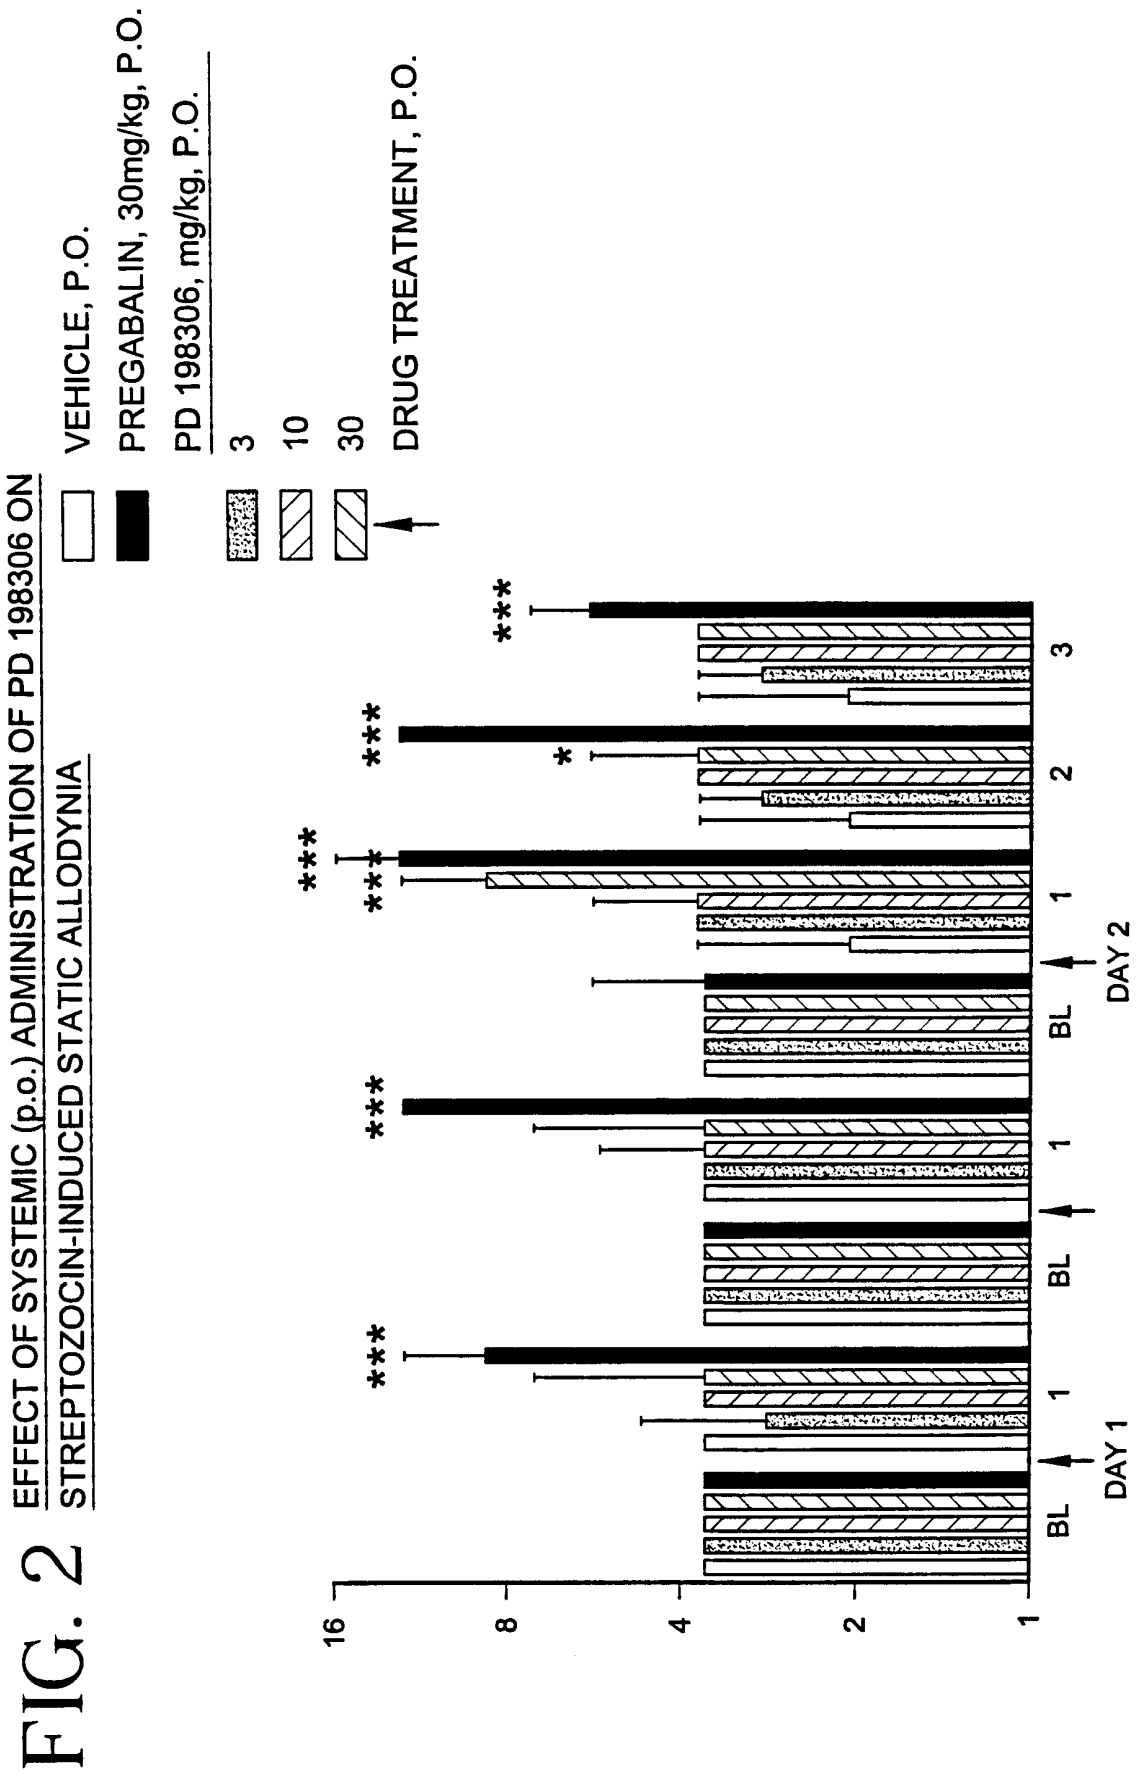 FIG. 2
EFFECT OF SYSTEMIC (p.o.) ADMINISTRATION OF PD 198306 ON
STREPTOZOCIN-INDUCED STATIC ALLODYNIA
VEHICLE, P.O.
PREGABALIN, 30mg/kg, P.O.
PD 198306, mg/kg, P.O.
3
10
30
DRUG TREATMENT, P.O.
16
8
4
2
1
***
***
***
***
***
*
***
BL
1
BL
1
BL
1
2
3
DAY 1
DAY 2